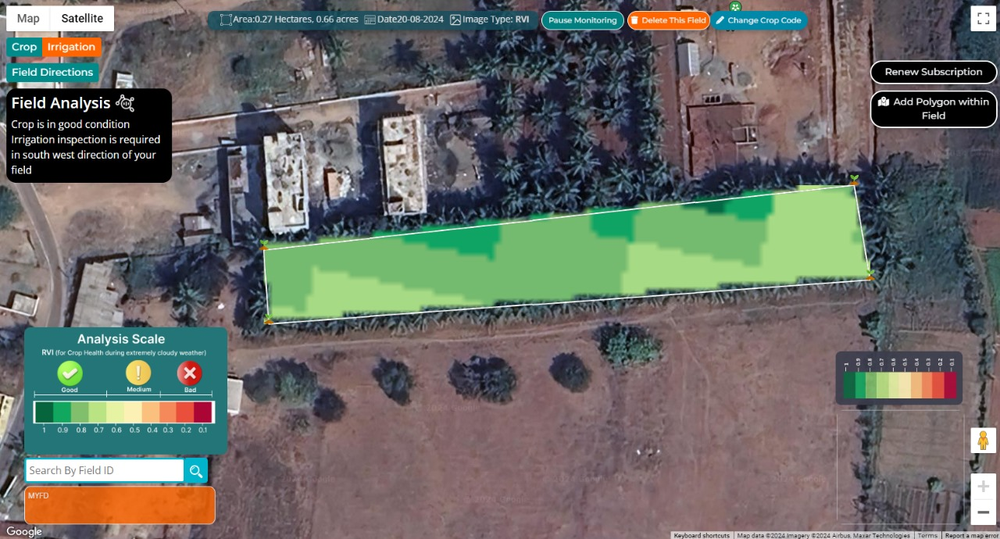 Map Satellite
Area:0.27 Hectares, 0.66 acres Date20-08-2024 Image Type: RVI Pause Monitoring Delete This Field Change Crop Code
Crop Irrigation
Field Directions
Renew Subscription
Add Polygon within
Field
Field Analysis
Crop is in good condition
Irrigation inspection is required
in south west direction of your
field
Analysis Scale
RVI (for Crop Health during extremely cloudy weather)
Good Medium Bad
1 0.9 0.8 0.7 0.6 0.5 0.4 0.3 0.2 0.1
1 0.9 0.8 0.7 0.6 0.5 0.4 0.3 0.2 0.1
Search By Field ID
MYFD
Google
Keyboard shortcuts Map data ©2024 Imagery ©2024 Airbus, Maxar Technologies Terms Report a map error